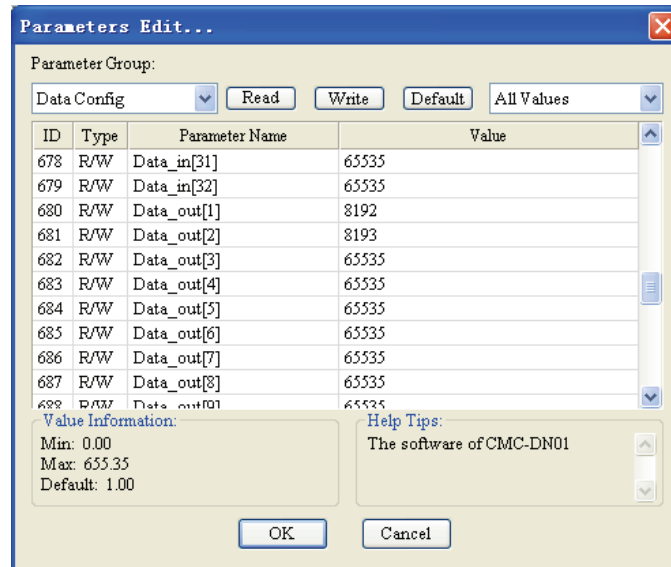 Parameters Edit...
Parameter Group:
Data Config Read Write Default All Values
ID Type Parameter Name Value
678 R/W Data_in[31] 65535
679 R/W Data_in[32] 65535
680 R/W Data_out[1] 8192
681 R/W Data_out[2] 8193
682 R/W Data_out[3] 65535
683 R/W Data_out[4] 65535
684 R/W Data_out[5] 65535
685 R/W Data_out[6] 65535
686 R/W Data_out[7] 65535
687 R/W Data_out[8] 65535
688 R/W Data_out[9] 65535
Value Information: Help Tips:
Min: 0.00 The software of CMC-DN01
Max: 655.35
Default: 1.00
OK Cancel